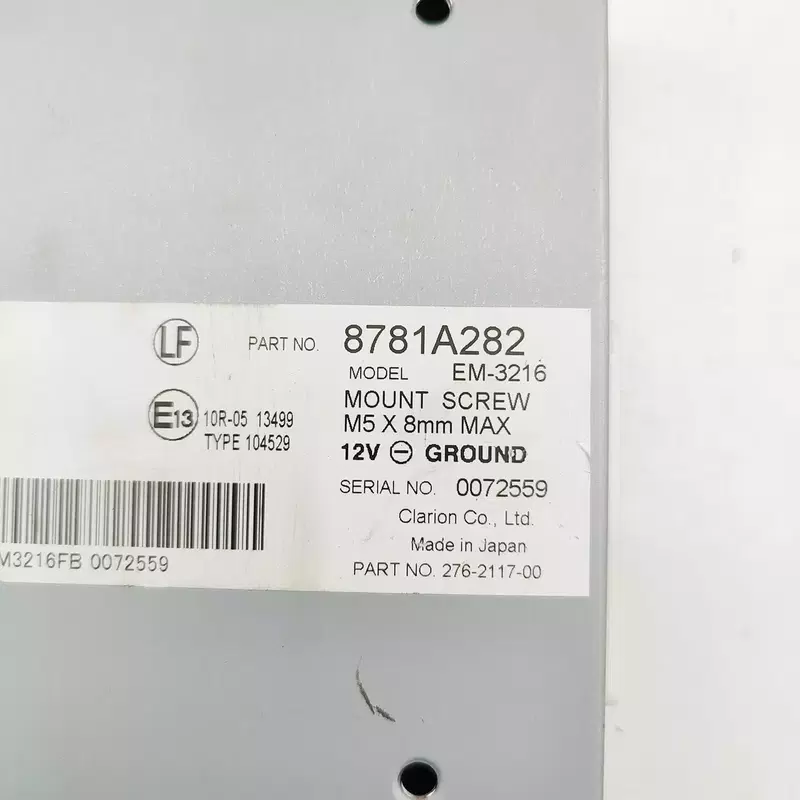 LF
PART NO. 8781A282
MODEL EM-3216
MOUNT SCREW
M5 X 8mm MAX
12V ⊖ GROUND
E13 10R-05 13499
TYPE 104529
SERIAL NO. 0072559
Clarion Co., Ltd.
Made in Japan
PART NO. 276-2117-00
M3216FB 0072559